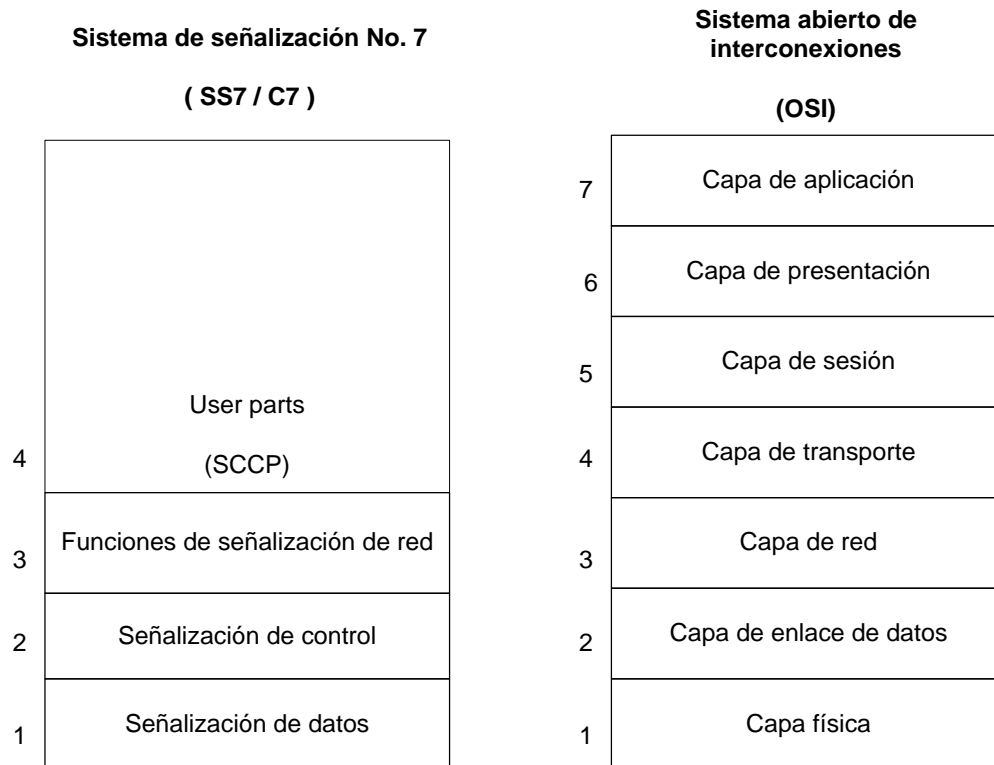 Sistema de señalización No. 7
( SS7 / C7 )
User parts
4
(SCCP)
Funciones de señalización de red
3
Señalización de control
2
Señalización de datos
1
Sistema abierto de
interconexiones
(OSI)
Capa de aplicación
7
Capa de presentación
6
Capa de sesión
5
Capa de transporte
4
Capa de red
3
Capa de enlace de datos
2
Capa física
1